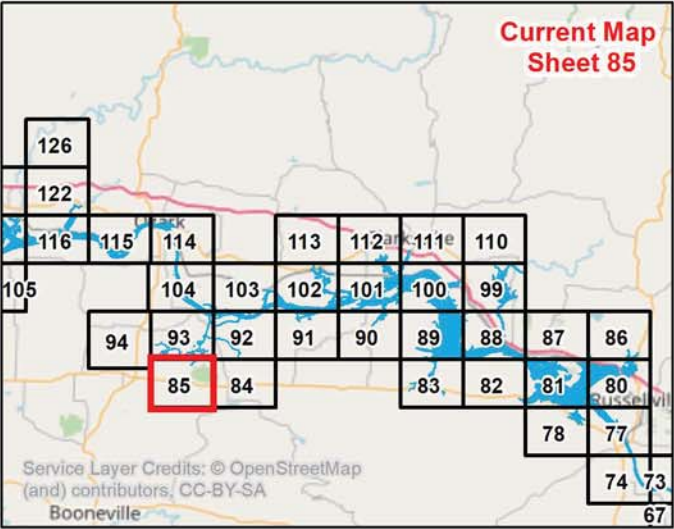 Current Map
Sheet 85
126
122
Ozark
116 115 114 113 112 111 110
105 104 103 102 101 100 99
94 93 92 91 90 89 88 87 86
85 84 83 82 81 80
Russellvil
78 77
Service Layer Credits: © OpenStreetMap
(and) contributors, CC-BY-SA
74 73
Booneville
67